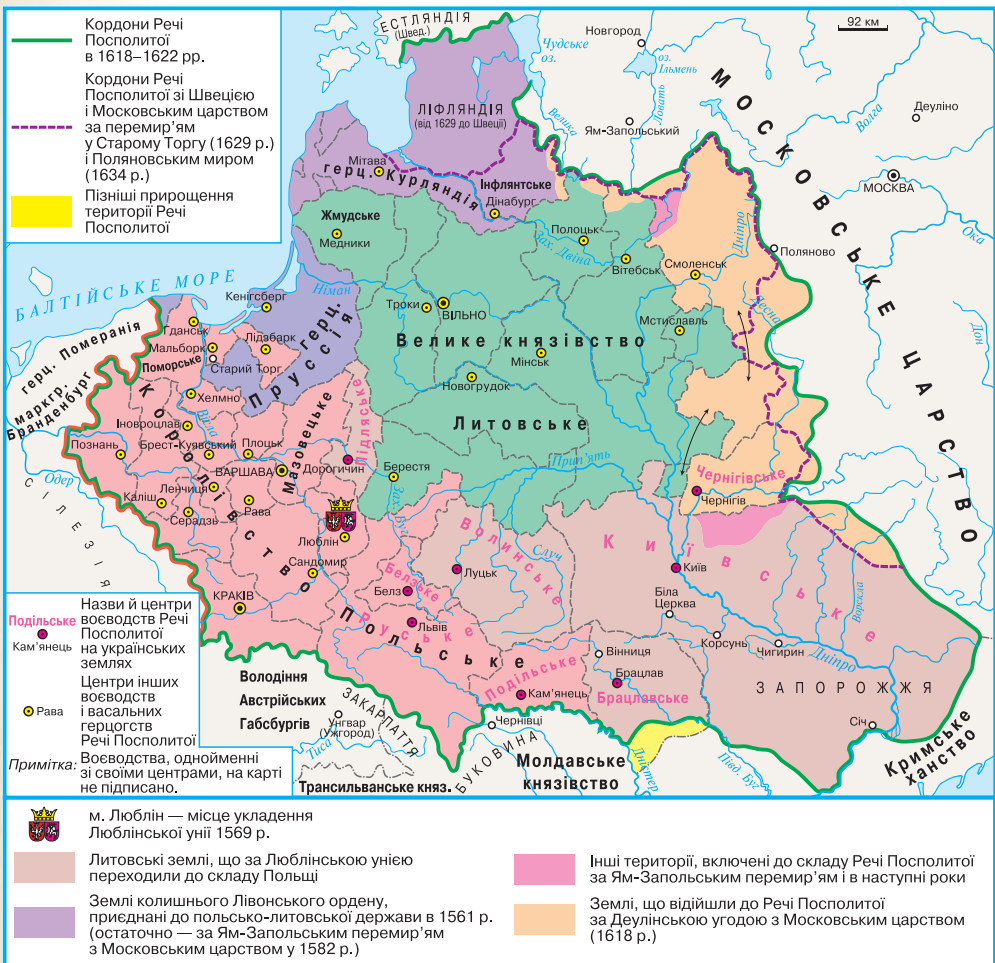 Кордони Речі
Посполитої
в 1618–1622 рр.
Кордони Речі
Посполитої зі Швецією
і Московським царством
за перемир'ям
у Старому Торгу (1629 р.)
і Поляновським миром
(1634 р.)
Пізніші прирощення
території Речі
Посполитої
92 км
ЕСТЛЯНДІЯ
(Швед.)
Чудське
оз.
Новгород
оз.
Ільмень
Ловать
Велика
Ям-Запольський
МОСКОВСЬКЕ ЦАРСТВО
Волга
Деуліно
МОСКВА
Ока
Поляново
Дон
ЛІФЛЯНДІЯ
(від 1629 до Швеції)
Мітава
герц. Курляндія
Інфлянтське
Дінабург
Жмудське
Медники
Полоцьк
Зах. Двіна
Вітебськ
Дніпро
Смоленськ
Десна
Мстиславль
БАЛТІЙСЬКЕ МОРЕ
Кенігсберг
Німан
Троки
ВІЛЬНО
Велике князівство
Литовське
Мінськ
Новогрудок
герц. Померанія
маркгр.
Бранденбург
Гданськ
Мальборк
Поморське
Лідзбарк
Старий Торг
герц.
Пруссія
Хелмно
Вісла
Іновроцлав
Познань
Брест-Куявський
Плоцьк
Мазовецьке
Підляське
ВАРШАВА
Дорогичин
Берестя
Прип'ять
Чернігівське
Чернігів
Одер
СІЛЕЗІЯ
Каліш
Ленчиця
Серадзь
Рава
Королівство Польське
Люблін
Сандомир
КРАКІВ
Буг
Белзьке
Белз
Волинське
Луцьк
Случ
Київське
Київ
Львів
Руське
Біла
Церква
Корсунь
Чигирин
Дніпро
Ворскла
Вінниця
Подільське
Кам'янець
Брацлав
Брацлавське
ЗАПОРОЖЖЯ
Січ
Кримське
ханство
Володіння
Австрійських
Габсбургів
ЗАКАРПАТТЯ
Унгвар
(Ужгород)
Тиса
Чернівці
БУКОВИНА
Трансильванське княз.
Молдавське
князівство
Дністер
Півд. Буг
Подільське
Кам'янець
Назви й центри
воєводств Речі
Посполитої
на українських
землях
Рава
Центри інших
воєводств
і васальних
герцогств
Речі Посполитої
Примітка: Воєводства, однойменні
зі своїми центрами, на карті
не підписано.
м. Люблін — місце укладення
Люблінської унії 1569 р.
Литовські землі, що за Люблінською унією
переходили до складу Польщі
Землі колишнього Лівонського ордену,
приєднані до польсько-литовської держави в 1561 р.
(остаточно — за Ям-Запольським перемир'ям
з Московським царством у 1582 р.)
Інші території, включені до складу Речі Посполитої
за Ям-Запольським перемир'ям і в наступні роки
Землі, що відійшли до Речі Посполитої
за Деулінською угодою з Московським царством
(1618 р.)